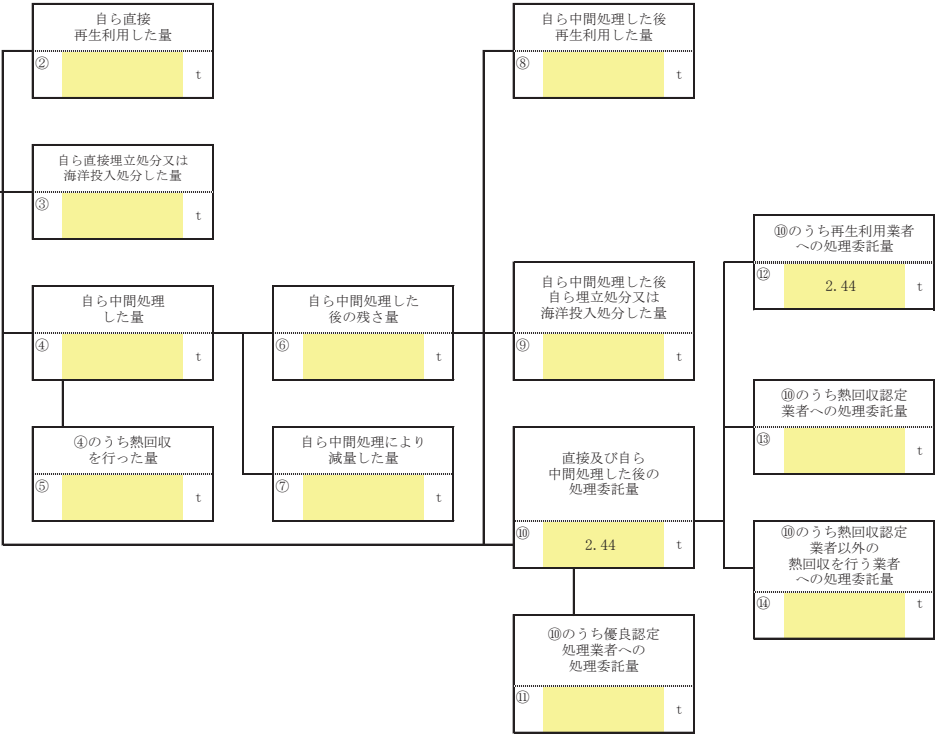 自ら直接
再生利用した量
②
t
自ら中間処理した後
再生利用した量
⑧
t
自ら直接埋立処分又は
海洋投入処分した量
③
t
⑩のうち再生利用業者
への処理委託量
⑫
2.44
t
自ら中間処理
した量
④
t
自ら中間処理した
後の残さ量
⑥
t
自ら中間処理した後
自ら埋立処分又は
海洋投入処分した量
⑨
t
⑩のうち熱回収認定
業者への処理委託量
⑬
t
④のうち熱回収
を行った量
⑤
t
自ら中間処理により
減量した量
⑦
t
直接及び自ら
中間処理した後の
処理委託量
⑩
2.44
t
⑩のうち熱回収認定
業者以外の
熱回収を行う業者
への処理委託量
⑭
t
⑩のうち優良認定
処理業者への
処理委託量
⑪
t